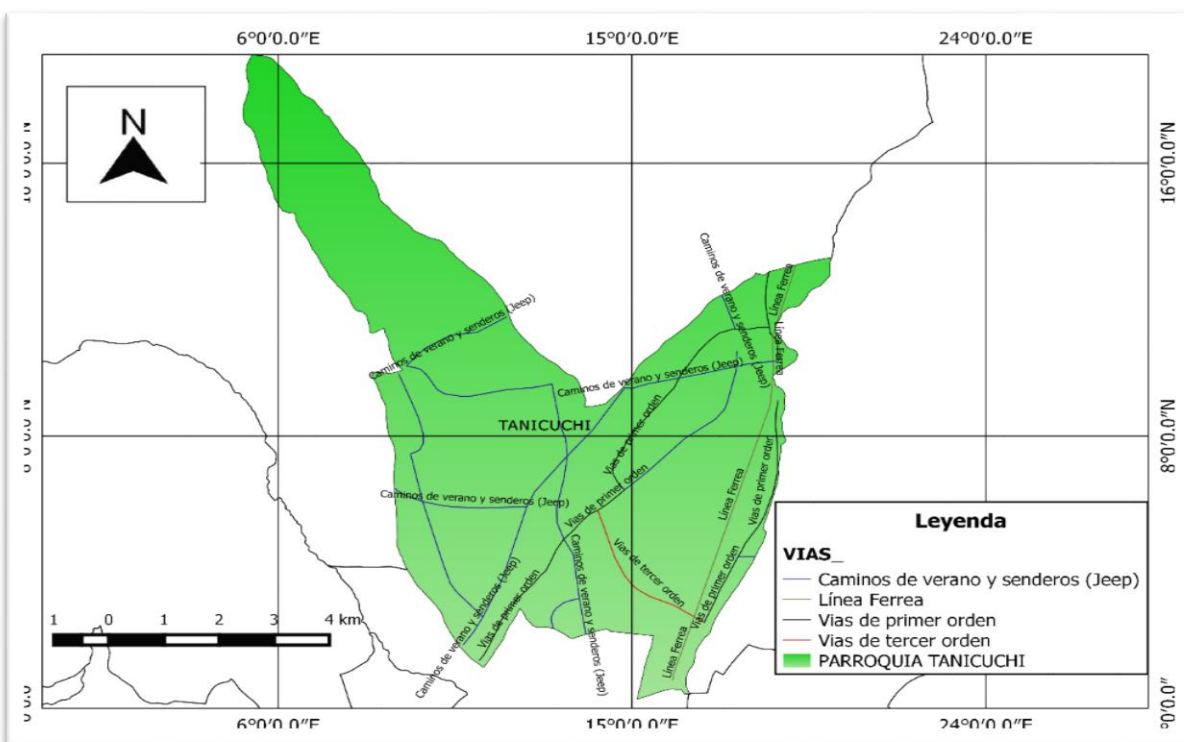 6°0′0.0″E 15°0′0.0″E 24°0′0.0″E
N
16°0′0.0″N
Caminos de verano y senderos (Jeep)
Línea Ferrea
Línea Ferrea
Caminos de verano y senderos (Jeep)
Caminos de verano y senderos (Jeep)
Caminos de verano y senderos (Jeep)
Vias de primer orden
TANICUCHI
8°0′0.0″N
Vias de primer orden
Línea Ferrea
Caminos de verano y senderos (Jeep)
Vias de primer orden
Vias de tercer orden
Vias de primer orden
Caminos de verano y senderos (Jeep)
Vias de primer orden
Caminos de verano y senderos (Jeep)
Línea Ferrea
Leyenda
VIAS_
Caminos de verano y senderos (Jeep)
Línea Ferrea
Vias de primer orden
Vias de tercer orden
PARROQUIA TANICUCHI
1 0 1 2 3 4 km
6°0′0.0″E 15°0′0.0″E 24°0′0.0″E